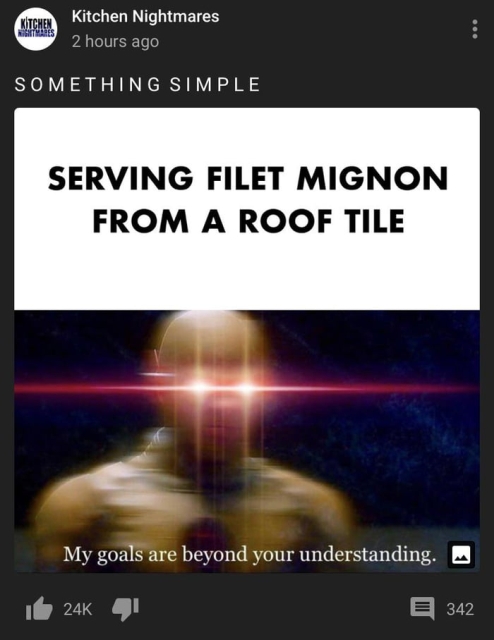 KITCHEN
NIGHTMARES
Kitchen Nightmares
2 hours ago
SOMETHING SIMPLE
SERVING FILET MIGNON
FROM A ROOF TILE
My goals are beyond your understanding.
24K
342